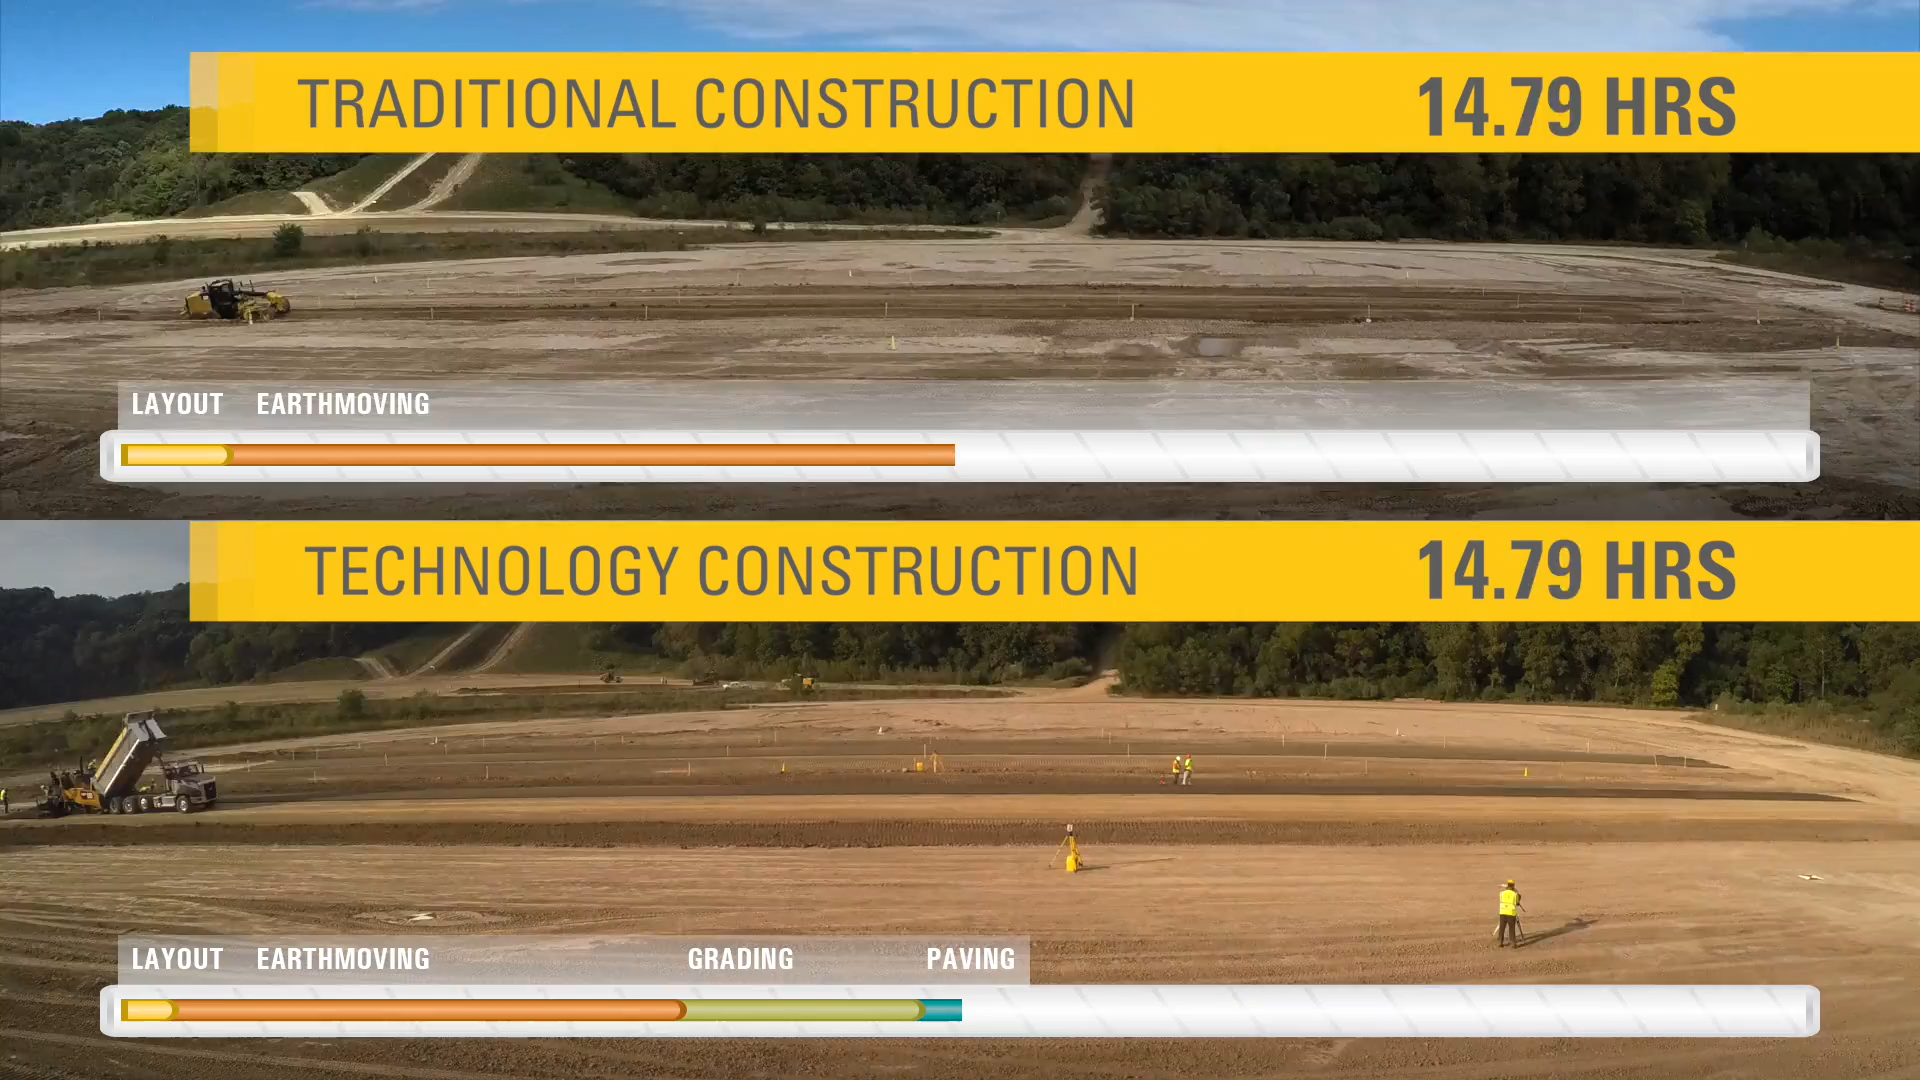 TRADITIONAL CONSTRUCTION 14.79 HRS
LAYOUT EARTHMOVING
TECHNOLOGY CONSTRUCTION 14.79 HRS
LAYOUT EARTHMOVING GRADING PAVING